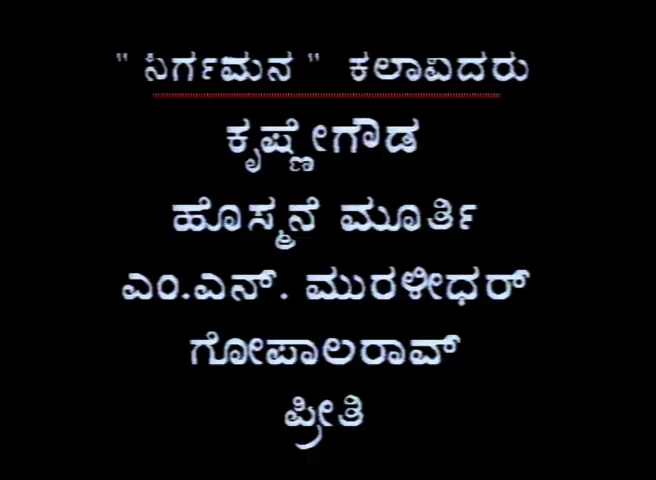 " ನಿರ್ಗಮನ " ಕಲಾವಿದರು
ಕೃಷ್ಣೇಗೌಡ
ಹೊಸ್ಮನೆ ಮೂರ್ತಿ
ಎಂ.ಎನ್. ಮುರಳೀಧರ್
ಗೋಪಾಲರಾವ್
ಪ್ರೀತಿ